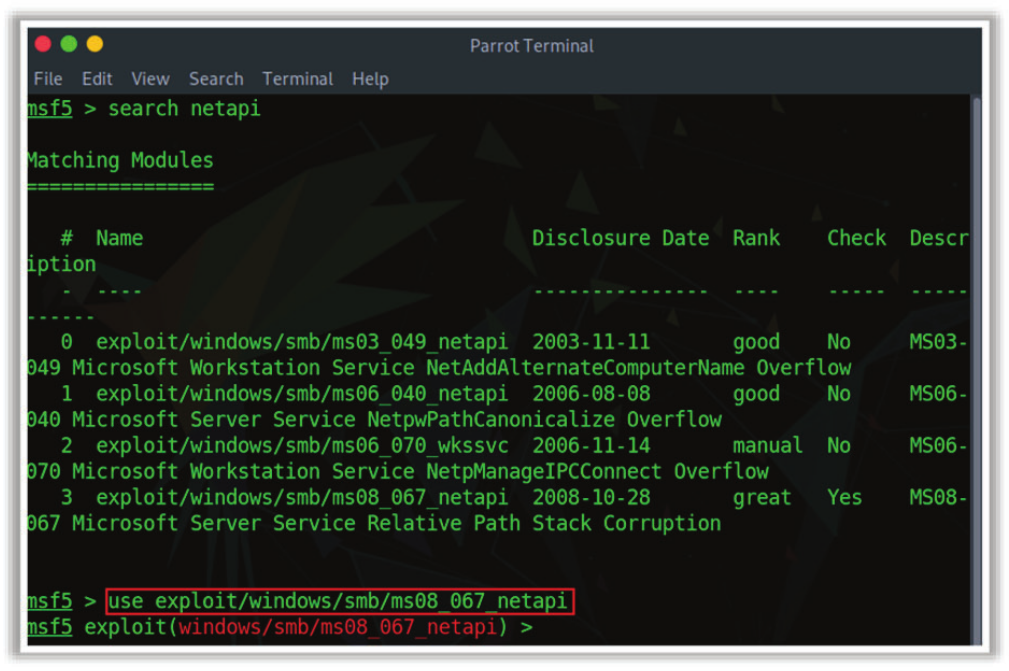 Parrot Terminal
File Edit View Search Terminal Help
msf5 > search netapi
Matching Modules
================
# Name Disclosure Date Rank Check Descr
iption
- ---- --------------- ---- ----- -----
------
0 exploit/windows/smb/ms03_049_netapi 2003-11-11 good No MS03-
049 Microsoft Workstation Service NetAddAlternateComputerName Overflow
1 exploit/windows/smb/ms06_040_netapi 2006-08-08 good No MS06-
040 Microsoft Server Service NetpwPathCanonicalize Overflow
2 exploit/windows/smb/ms06_070_wkssvc 2006-11-14 manual No MS06-
070 Microsoft Workstation Service NetpManageIPCConnect Overflow
3 exploit/windows/smb/ms08_067_netapi 2008-10-28 great Yes MS08-
067 Microsoft Server Service Relative Path Stack Corruption
msf5 > use exploit/windows/smb/ms08_067_netapi
msf5 exploit(windows/smb/ms08_067_netapi) >